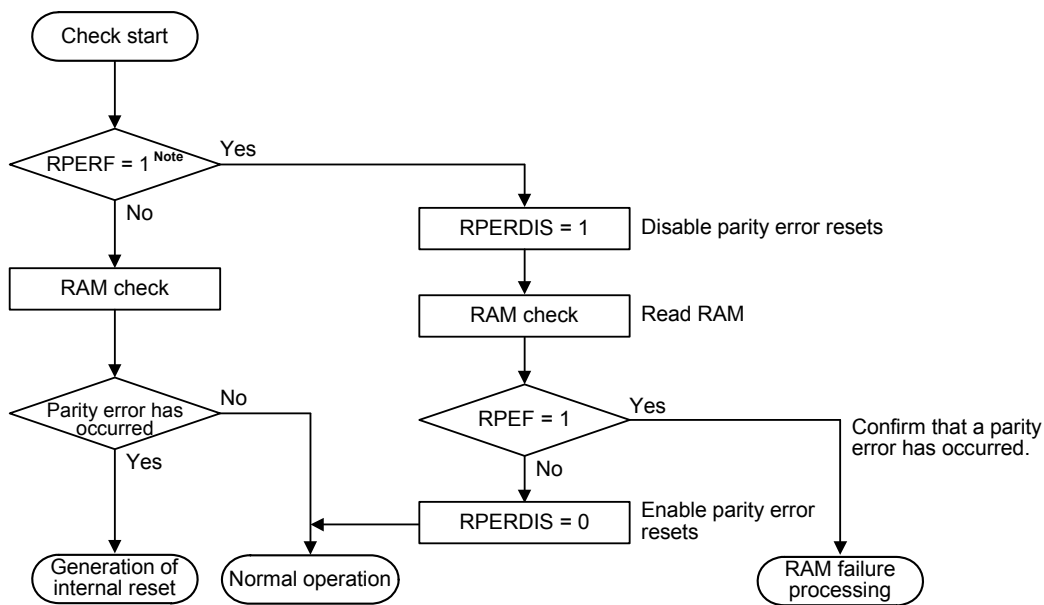 Check start
RPERF = 1 Note
Yes
No
RPERDIS = 1
Disable parity error resets
RAM check
RAM check
Read RAM
Parity error has
occurred
No
Yes
RPEF = 1
Yes
No
Confirm that a parity
error has occurred.
RPERDIS = 0
Enable parity error
resets
Generation of
internal reset
Normal operation
RAM failure
processing